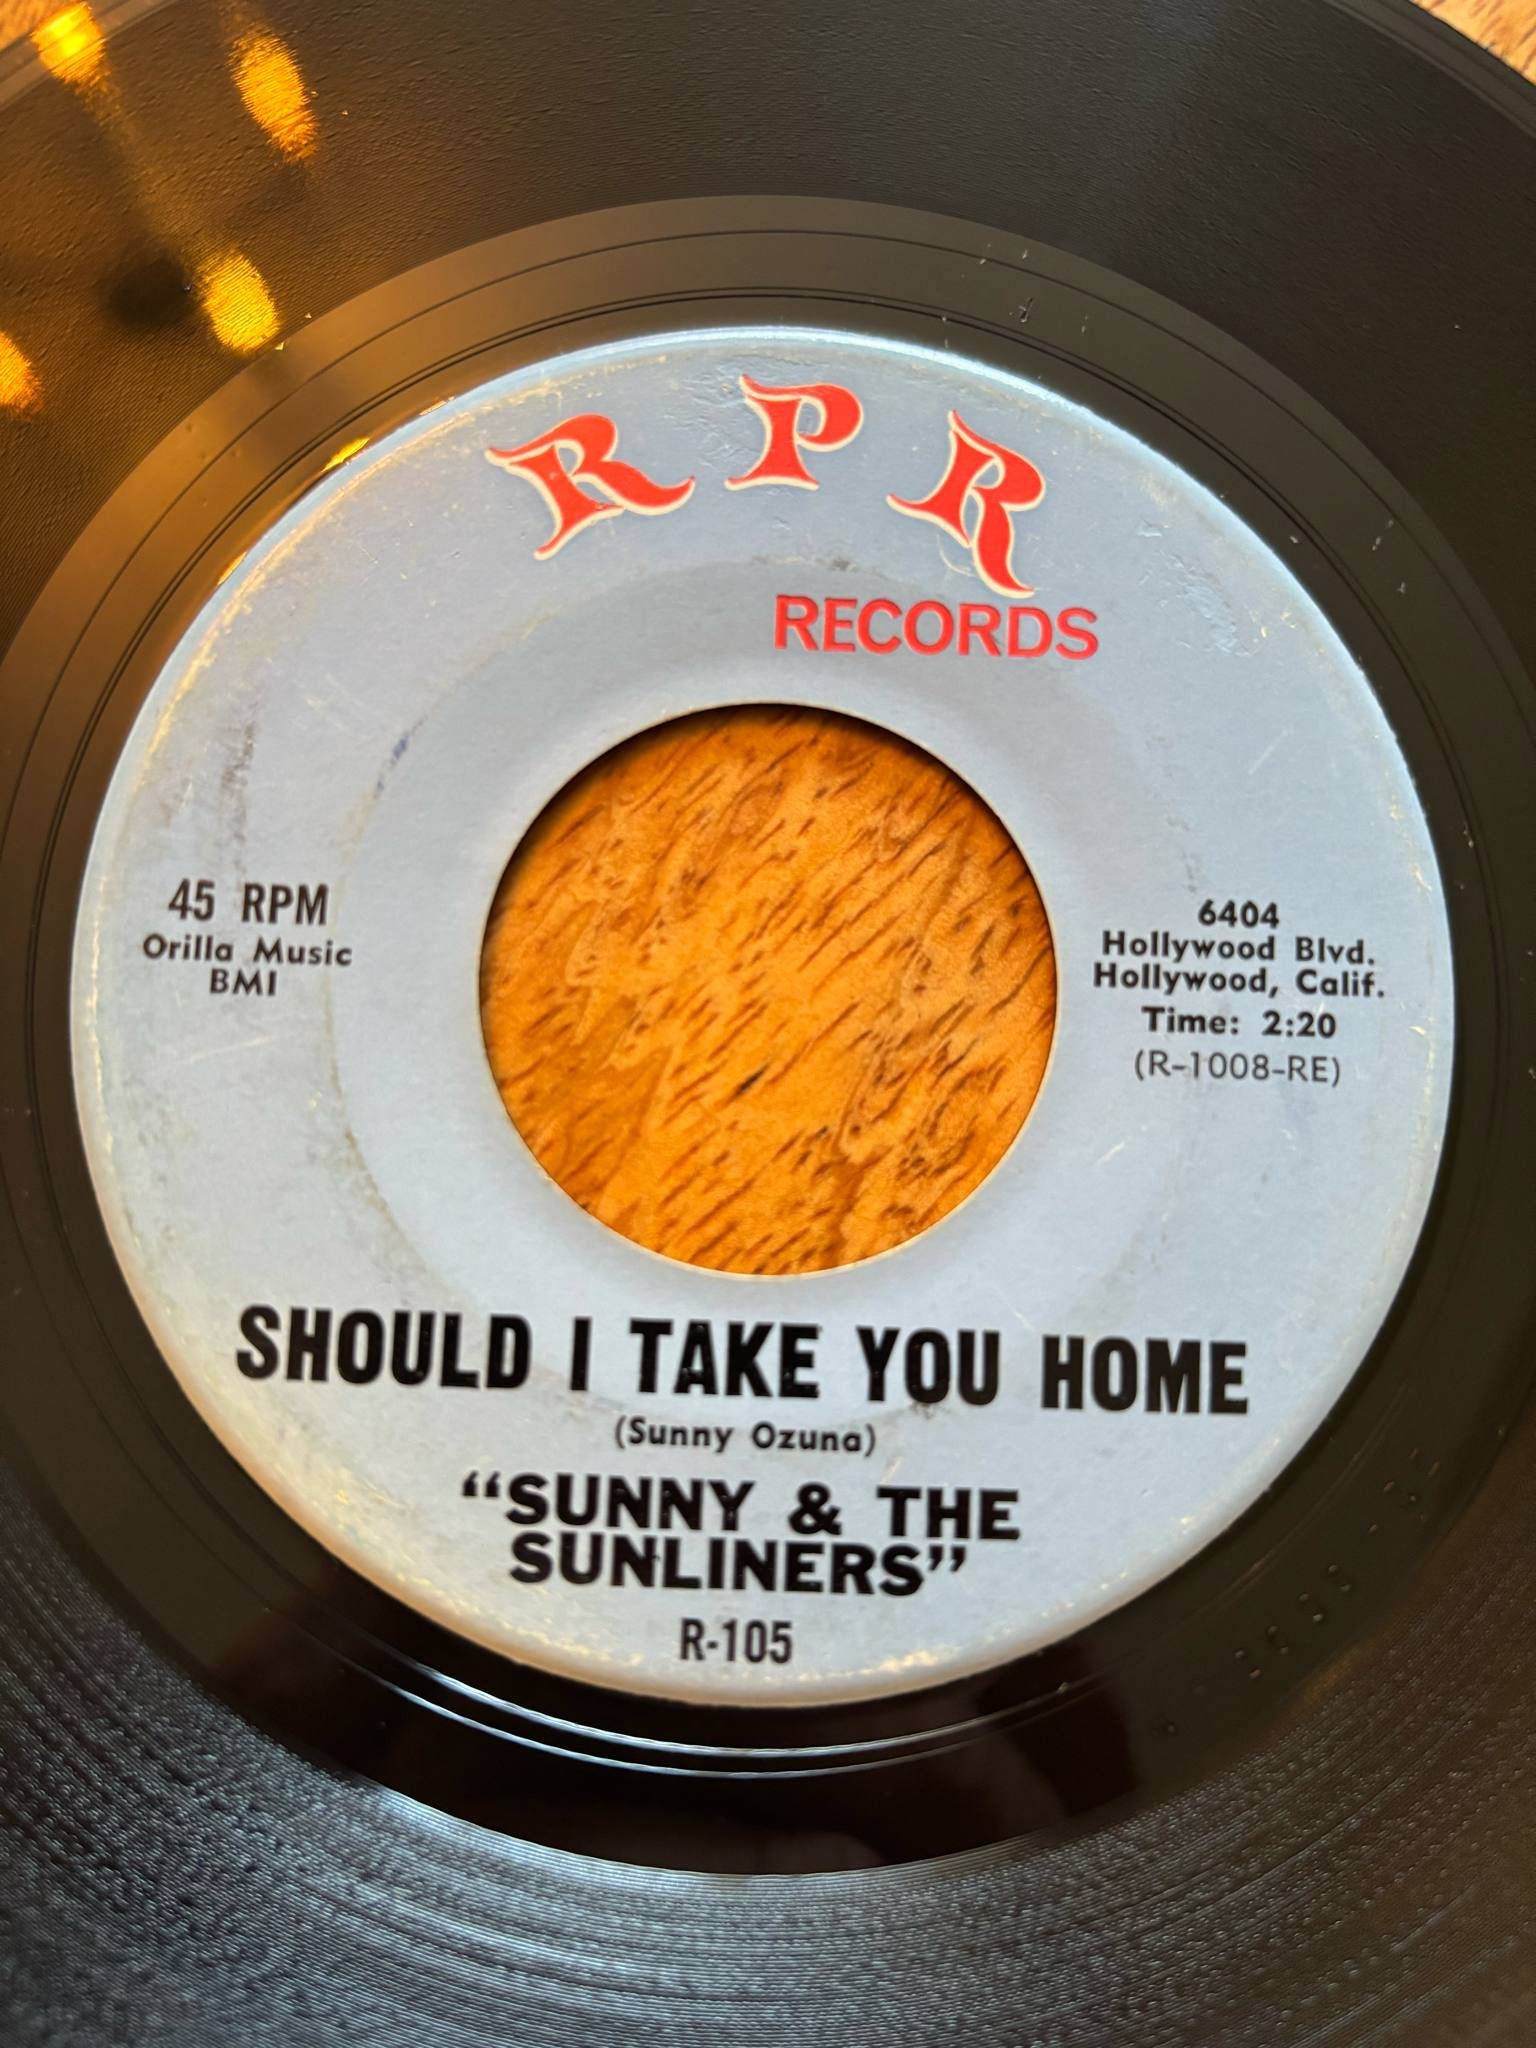 RPR
RECORDS
45 RPM
Orilla Music
BMI
6404
Hollywood Blvd.
Hollywood, Calif.
Time: 2:20
(R-1008-RE)
SHOULD I TAKE YOU HOME
(Sunny Ozuna)
“SUNNY & THE
SUNLINERS”
R-105